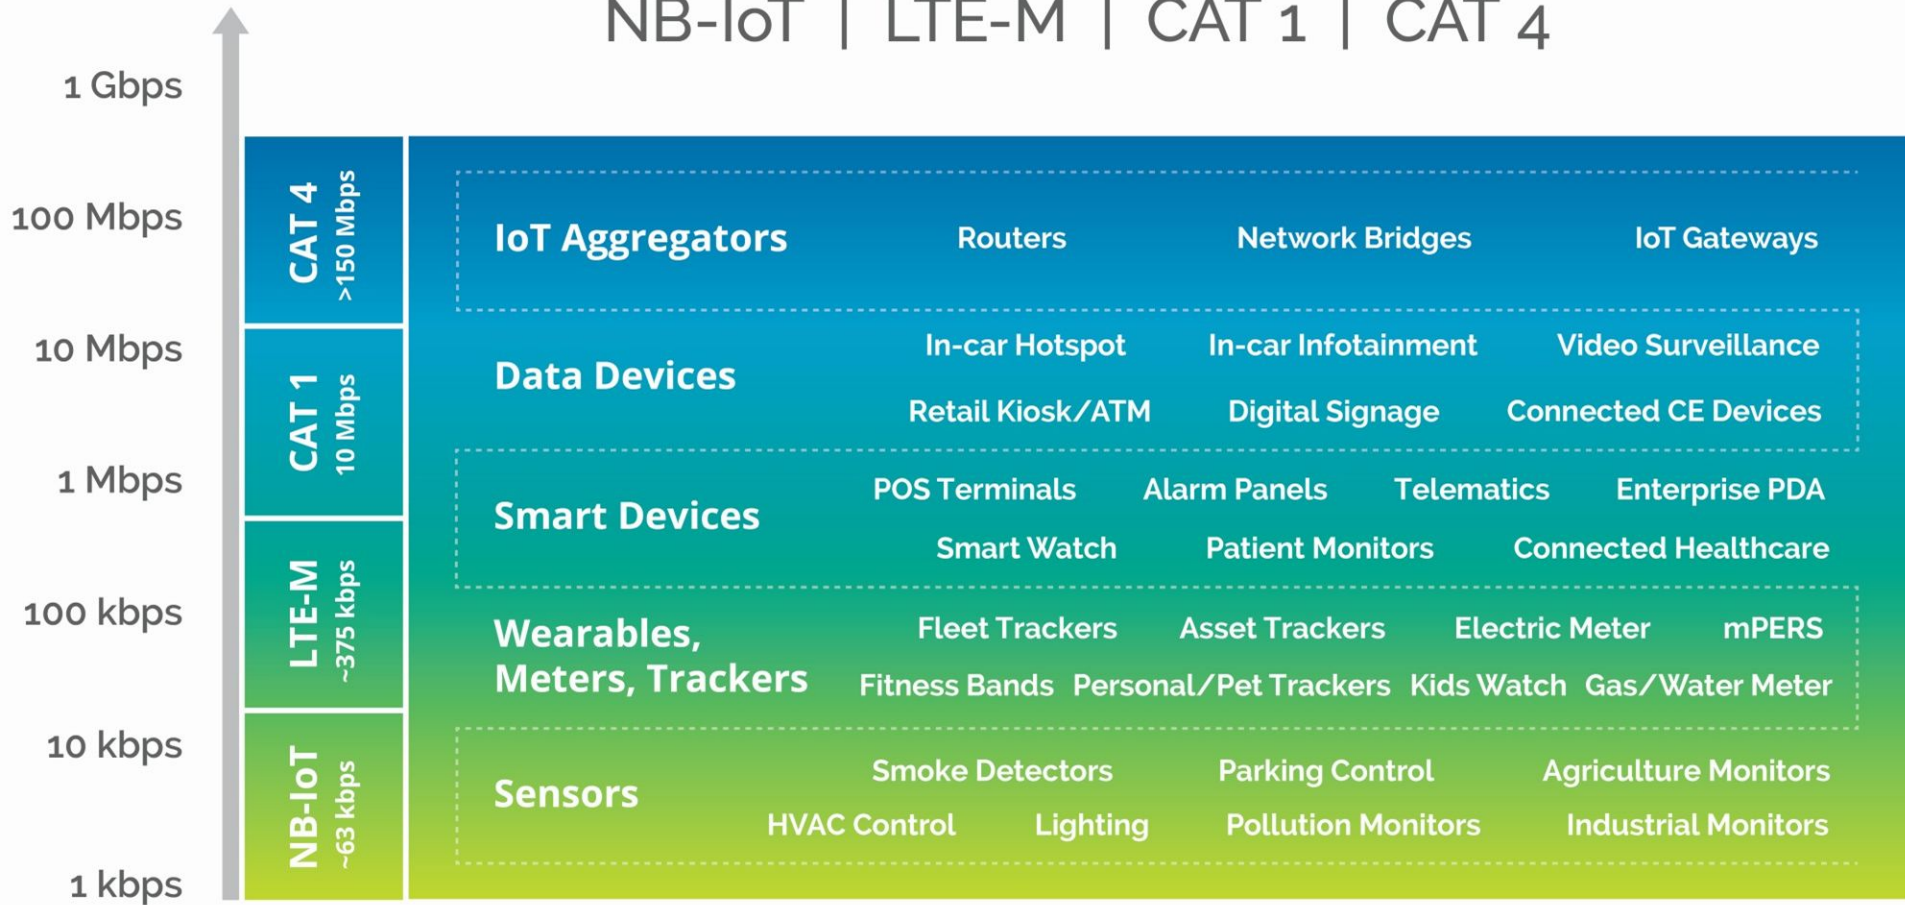 NB-IoT | LTE-M | CAT 1 | CAT 4
1 Gbps
100 Mbps
10 Mbps
1 Mbps
100 kbps
10 kbps
1 kbps
CAT 4
>150 Mbps
CAT 1
10 Mbps
LTE-M
~375 kbps
NB-IoT
~63 kbps
IoT Aggregators
Routers Network Bridges IoT Gateways
Data Devices
In-car Hotspot In-car Infotainment Video Surveillance
Retail Kiosk/ATM Digital Signage Connected CE Devices
Smart Devices
POS Terminals Alarm Panels Telematics Enterprise PDA
Smart Watch Patient Monitors Connected Healthcare
Wearables,
Meters, Trackers
Fleet Trackers Asset Trackers Electric Meter mPERS
Fitness Bands Personal/Pet Trackers Kids Watch Gas/Water Meter
Sensors
Smoke Detectors Parking Control Agriculture Monitors
HVAC Control Lighting Pollution Monitors Industrial Monitors